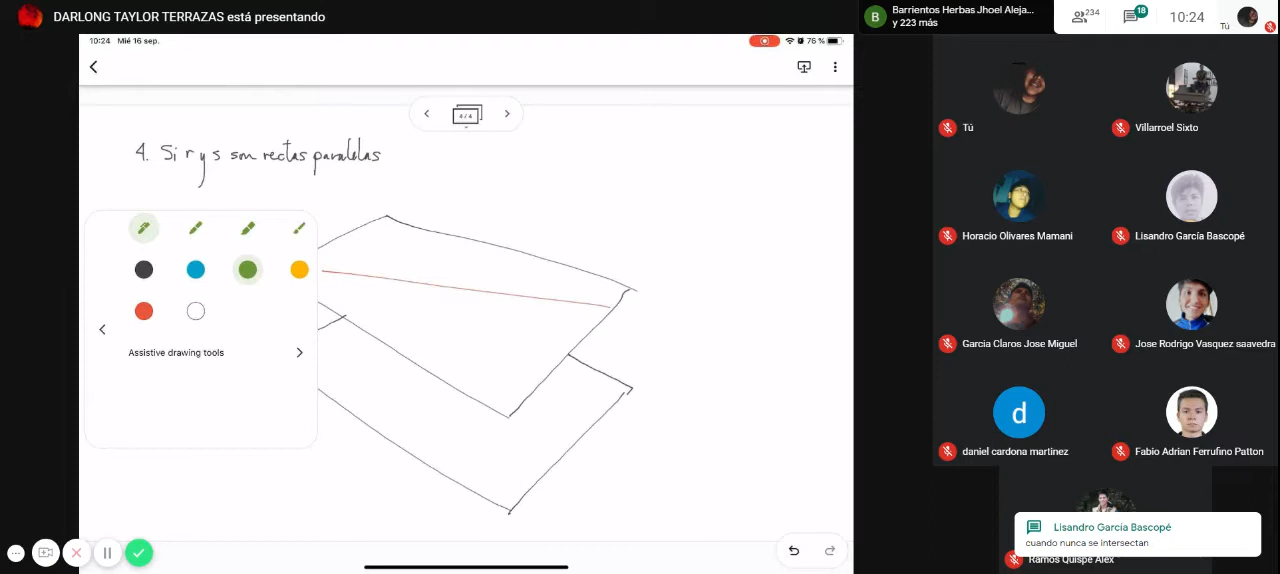 DARLONG TAYLOR TERRAZAS está presentando
B
Barrientos Herbas Jhoel Aleja...
y 223 más
234
18
10:24
Tú
10:24 Mié 16 sep.
76 %
4 / 4
4. Si r y s son rectas paralelas
Assistive drawing tools
Tú
Villarroel Sixto
Horacio Olivares Mamani
Lisandro García Bascopé
Garcia Claros Jose Miguel
Jose Rodrigo Vasquez saavedra
d
daniel cardona martinez
Fabio Adrian Ferrufino Patton
Lisandro García Bascopé
cuando nunca se intersectan
Ramos Quispe Alex